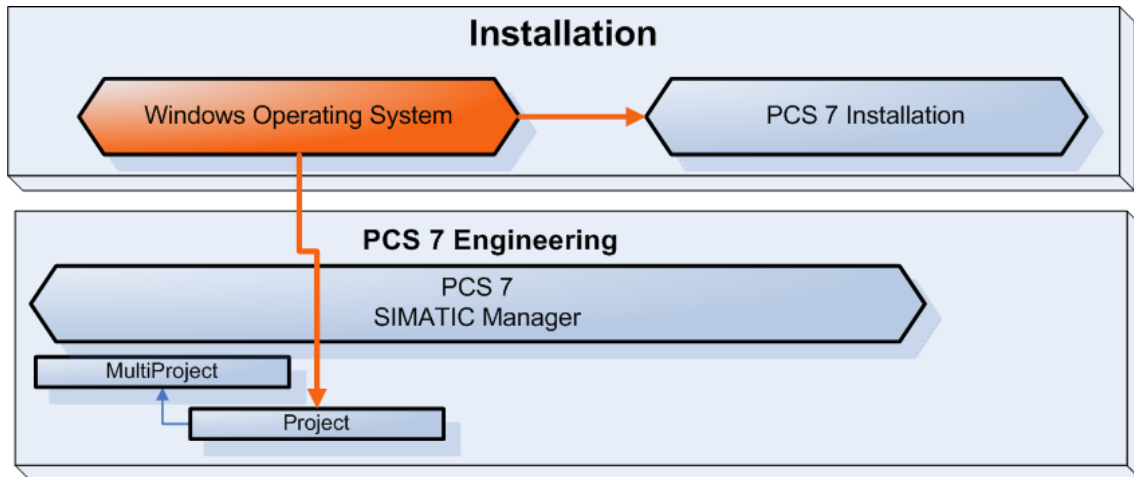 Installation
Windows Operating System
PCS 7 Installation
PCS 7 Engineering
PCS 7
SIMATIC Manager
MultiProject
Project